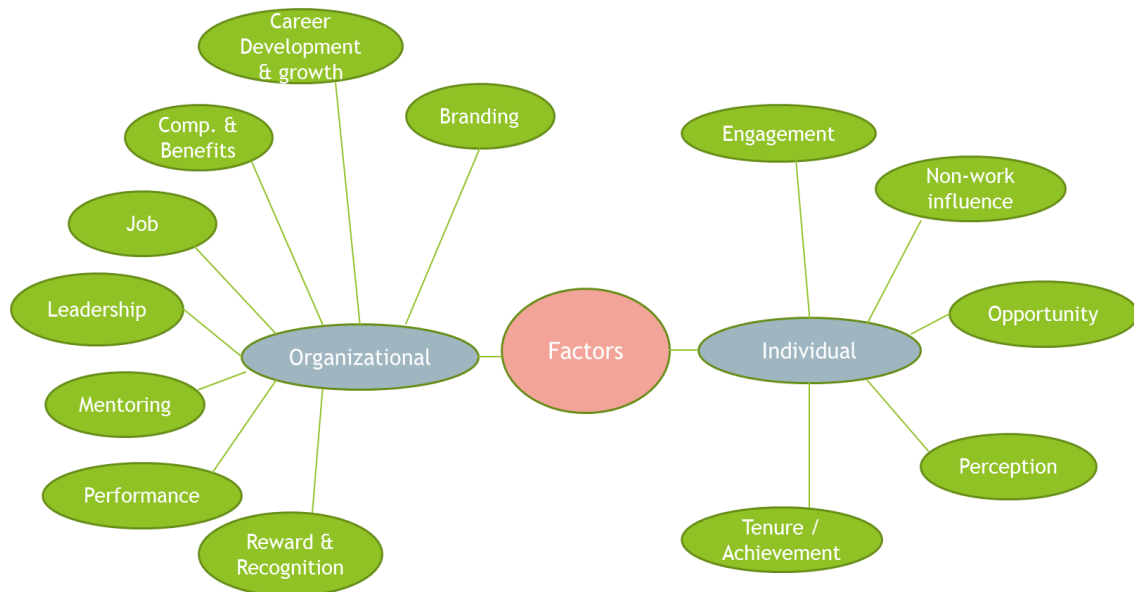 Career
Development
& growth
Branding
Comp. &
Benefits
Engagement
Non-work
influence
Job
Leadership
Opportunity
Organizational
Factors
Individual
Mentoring
Perception
Performance
Reward &
Recognition
Tenure /
Achievement